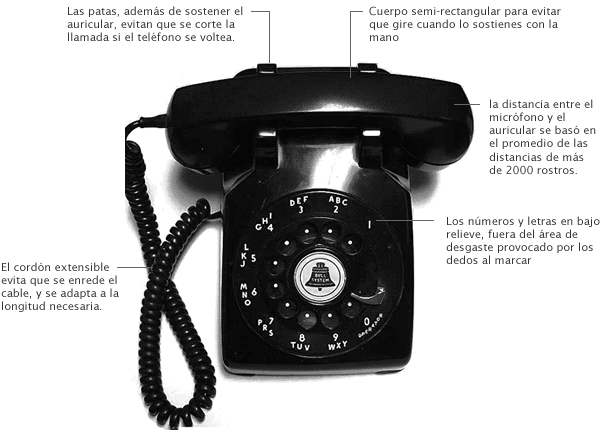 Las patas, además de sostener el
auricular, evitan que se corte la
llamada si el teléfono se voltea.
Cuerpo semi-rectangular para evitar
que gire cuando lo sostienes con la
mano
la distancia entre el
micrófono y el
auricular se basó en
el promedio de las
distancias de más
de 2000 rostros.
Los números y letras en bajo
relieve, fuera del área de
desgaste provocado por los
dedos al marcar
El cordón extensible
evita que se enrede el
cable, y se adapta a la
longitud necesaria.
1
ABC
2
DEF
3
GHI
4
JKL
5
MNO
6
PRS
7
TUV
8
WXY
9
OPERATOR
0
BELL
SYSTEM